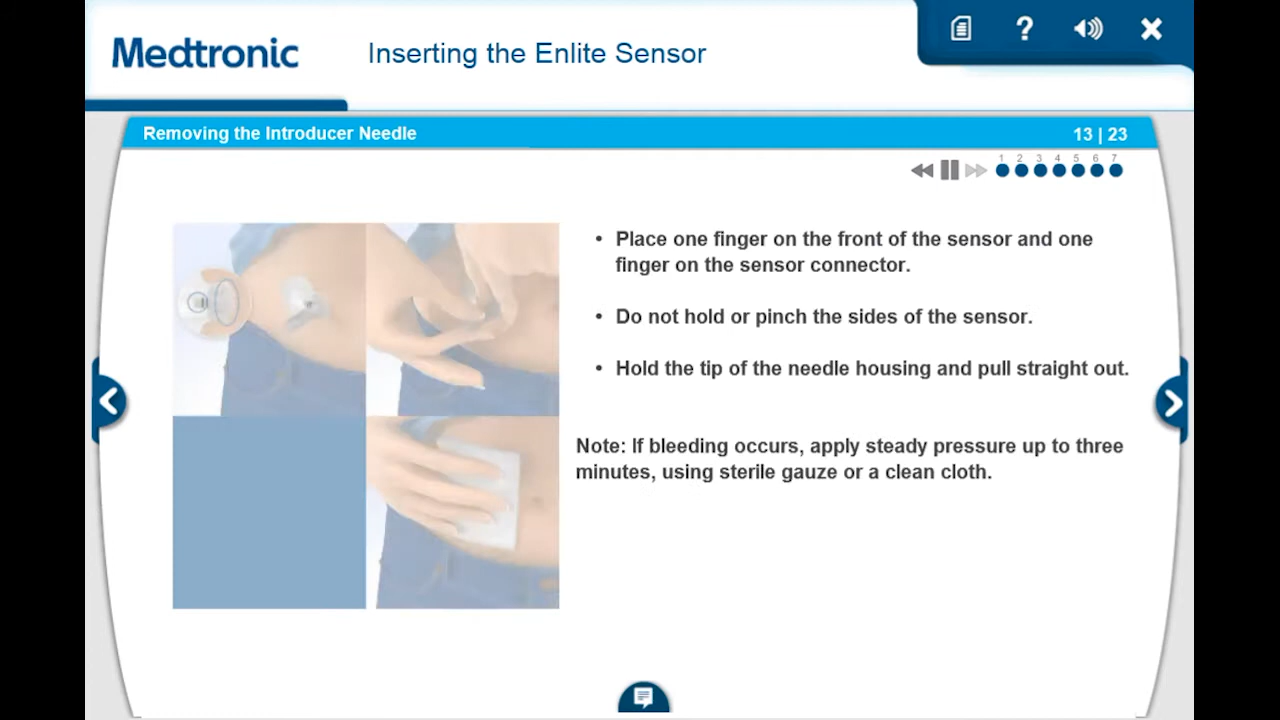 Medtronic
Inserting the Enlite Sensor
?
Removing the Introducer Needle
13 | 23
1 2 3 4 5 6 7
• Place one finger on the front of the sensor and one
finger on the sensor connector.
• Do not hold or pinch the sides of the sensor.
• Hold the tip of the needle housing and pull straight out.
Note: If bleeding occurs, apply steady pressure up to three
minutes, using sterile gauze or a clean cloth.